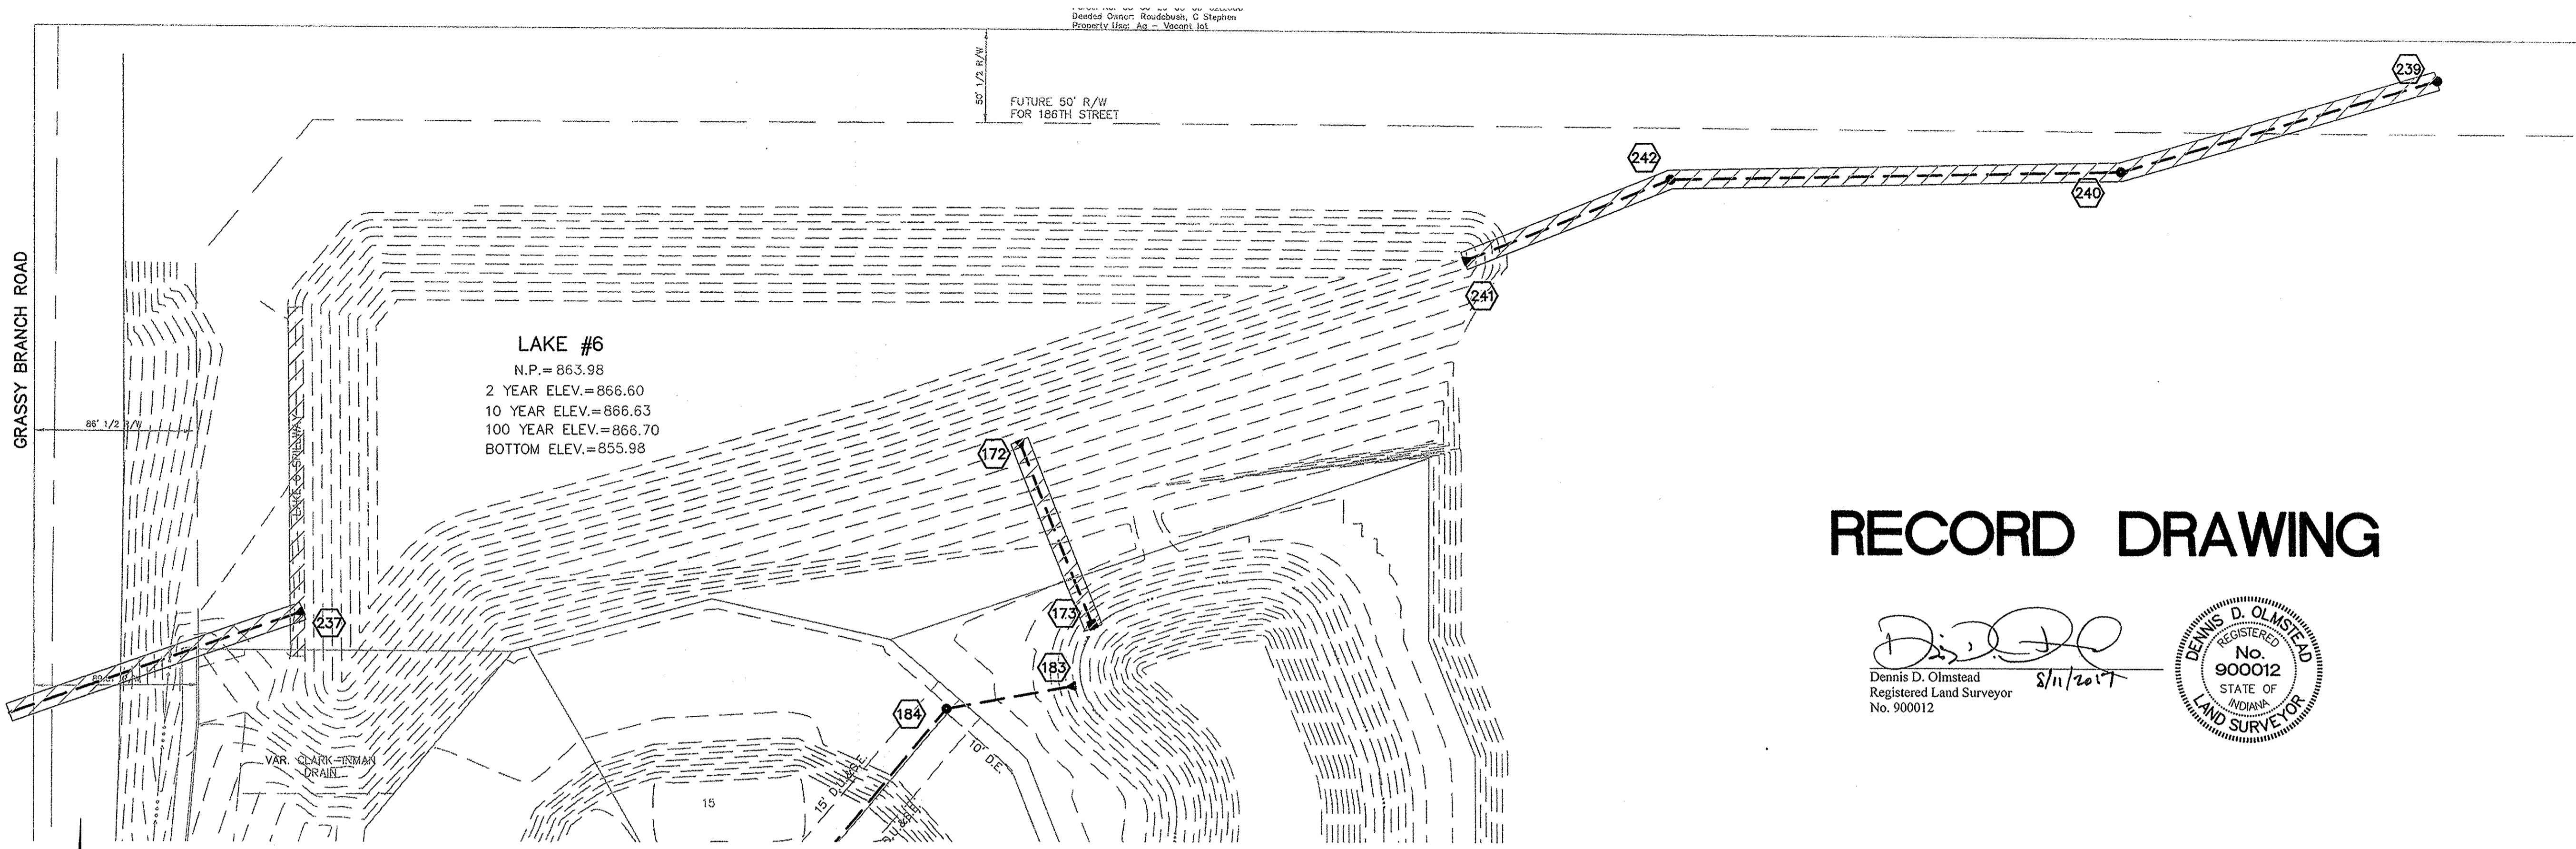 Deeded Owner: Roudebush, C Stephen
Property Use: Ag - Vacant lot
50' 1/2 R/W
FUTURE 50' R/W
FOR 186TH STREET
239
242
240
241
GRASSY BRANCH ROAD
86' 1/2 R/W
LAKE #6
N.P.=863.98
2 YEAR ELEV.=866.60
10 YEAR ELEV.=866.63
100 YEAR ELEV.=866.70
BOTTOM ELEV.=855.98
LAKE 6 SPILLWAY
172
173
237
183
184
10' D.E.
15' D.U.&S.E.
D.U.&S.E.
VAR. CLARK-INMAN
DRAIN
15
RECORD DRAWING
Dennis D. Olmstead
8/11/2017
Registered Land Surveyor
No. 900012
DENNIS D. OLMSTEAD
REGISTERED
No.
900012
STATE OF
INDIANA
LAND SURVEYOR